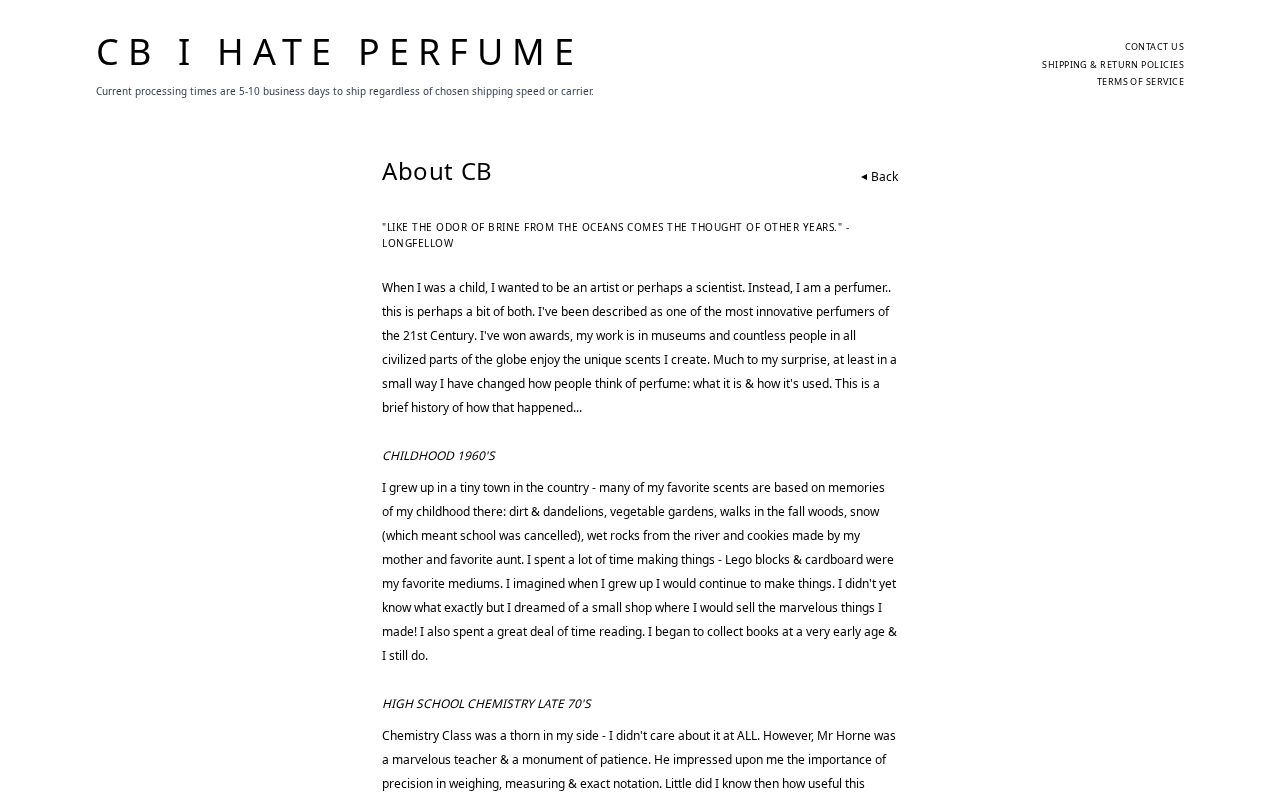 CB I HATE PERFUME
Current processing times are 5-10 business days to ship regardless of chosen shipping speed or carrier.
CONTACT US
SHIPPING & RETURN POLICIES
TERMS OF SERVICE
About CB
◄ Back
"LIKE THE ODOR OF BRINE FROM THE OCEANS COMES THE THOUGHT OF OTHER YEARS." -
LONGFELLOW
When I was a child, I wanted to be an artist or perhaps a scientist. Instead, I am a perfumer..
this is perhaps a bit of both. I've been described as one of the most innovative perfumers of
the 21st Century. I've won awards, my work is in museums and countless people in all
civilized parts of the globe enjoy the unique scents I create. Much to my surprise, at least in a
small way I have changed how people think of perfume: what it is & how it's used. This is a
brief history of how that happened...
CHILDHOOD 1960'S
I grew up in a tiny town in the country - many of my favorite scents are based on memories
of my childhood there: dirt & dandelions, vegetable gardens, walks in the fall woods, snow
(which meant school was cancelled), wet rocks from the river and cookies made by my
mother and favorite aunt. I spent a lot of time making things - Lego blocks & cardboard were
my favorite mediums. I imagined when I grew up I would continue to make things. I didn't yet
know what exactly but I dreamed of a small shop where I would sell the marvelous things I
made! I also spent a great deal of time reading. I began to collect books at a very early age &
I still do.
HIGH SCHOOL CHEMISTRY LATE 70'S
Chemistry Class was a thorn in my side - I didn't care about it at ALL. However, Mr Horne was
a marvelous teacher & a monument of patience. He impressed upon me the importance of
precision in weighing, measuring & exact notation. Little did I know then how useful this